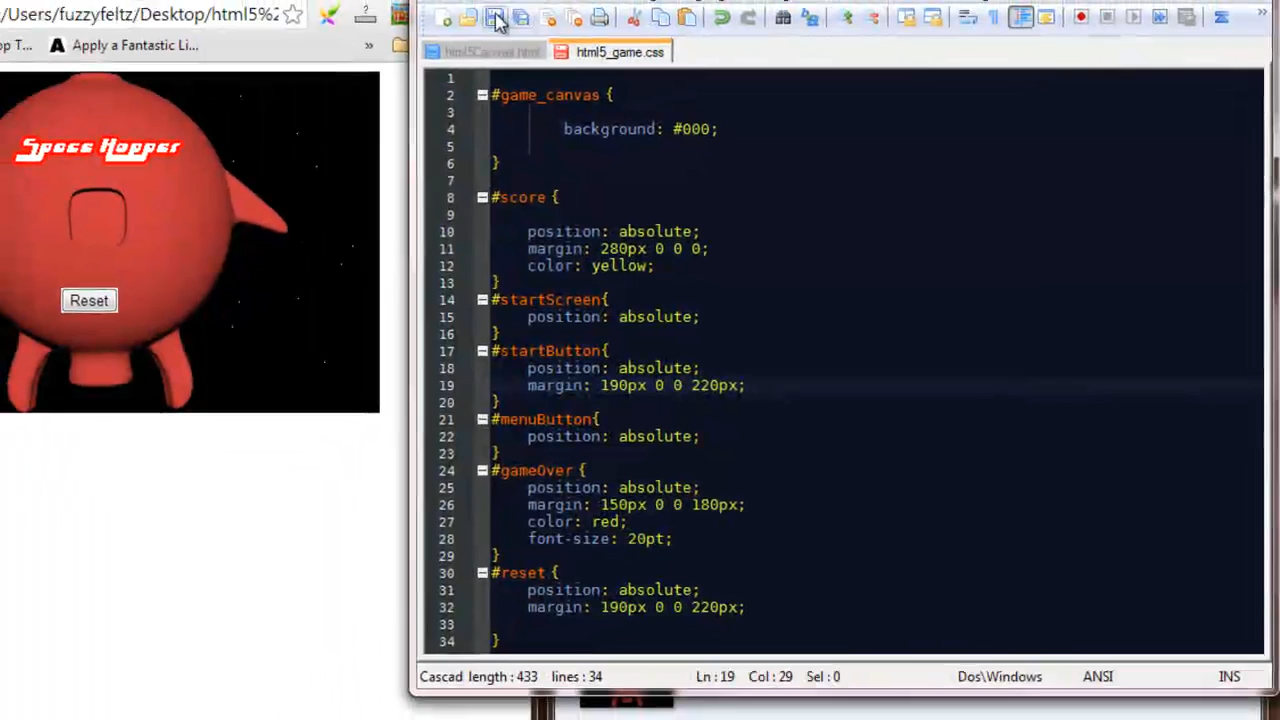 /Users/fuzzyfeltz/Desktop/html5%2
op T... Apply a Fantastic Li... »
Space Hopper
Reset
html5Canvas.html html5_game.css
1
2 #game_canvas {
3
4 background: #000;
5
6 }
7
8 #score {
9
10 position: absolute;
11 margin: 280px 0 0 0;
12 color: yellow;
13 }
14 #startScreen{
15 position: absolute;
16 }
17 #startButton{
18 position: absolute;
19 margin: 190px 0 0 220px;
20 }
21 #menuButton{
22 position: absolute;
23 }
24 #gameOver {
25 position: absolute;
26 margin: 150px 0 0 180px;
27 color: red;
28 font-size: 20pt;
29 }
30 #reset {
31 position: absolute;
32 margin: 190px 0 0 220px;
33
34 }
Cascad length : 433 lines : 34 Ln : 19 Col : 29 Sel : 0 Dos\Windows ANSI INS